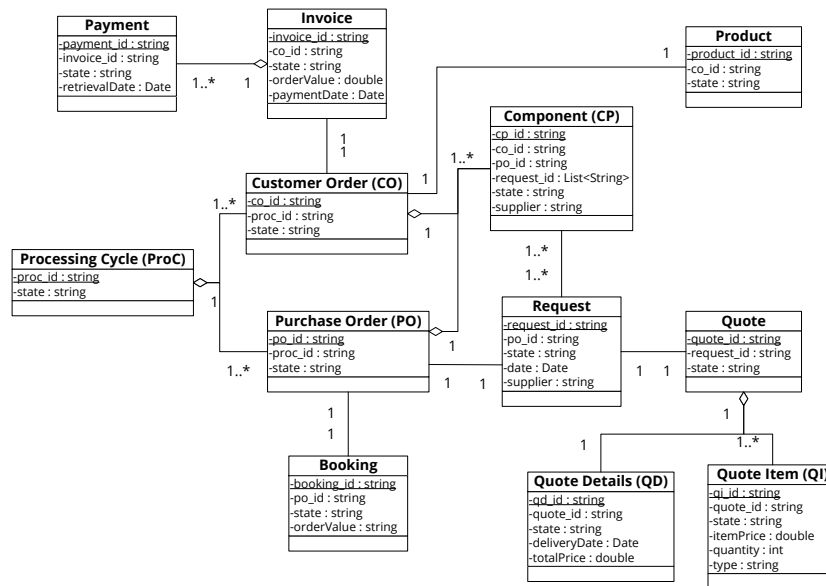 Payment
-payment_id : string
-invoice_id : string
-state : string
-retrievalDate : Date
1..*
1
Invoice
-invoice_id : string
-co_id : string
-state : string
-orderValue : double
-paymentDate : Date
1
1
Product
-product_id : string
-co_id : string
-state : string
1
1
Component (CP)
-cp_id : string
-co_id : string
-po_id : string
-request_id : List<String>
-state : string
-supplier : string
1..*
Customer Order (CO)
-co_id : string
-proc_id : string
-state : string
1..*
1
Processing Cycle (ProC)
-proc_id : string
-state : string
1
1..*
1..*
1..*
Purchase Order (PO)
-po_id : string
-proc_id : string
-state : string
1
1
1
Request
-request_id : string
-po_id : string
-state : string
-date : Date
-supplier : string
1
1
Quote
-quote_id : string
-request_id : string
-state : string
1
1
1..*
1
1
Booking
-booking_id : string
-po_id : string
-state : string
-orderValue : string
Quote Details (QD)
-qd_id : string
-quote_id : string
-state : string
-deliveryDate : Date
-totalPrice : double
Quote Item (QI)
-qi_id : string
-quote_id : string
-state : string
-itemPrice : double
-quantity : int
-type : string